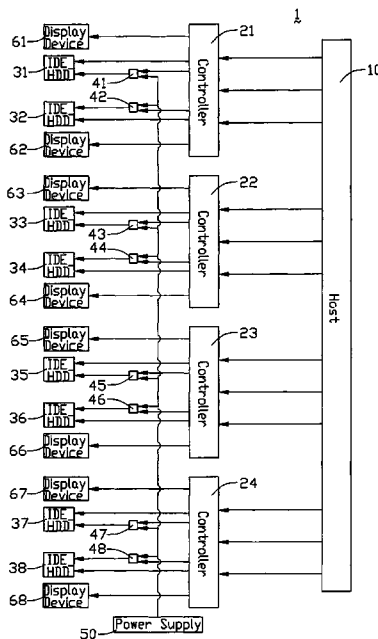 1
61
Display
Device
21
31
IDE
HDD
41
10
42
32
IDE
HDD
Controller
62
Display
Device
63
Display
Device
22
33
IDE
HDD
43
44
34
IDE
HDD
Controller
64
Display
Device
Host
65
Display
Device
23
35
IDE
HDD
45
46
36
IDE
HDD
Controller
66
Display
Device
67
Display
Device
24
37
IDE
HDD
47
48
38
IDE
HDD
Controller
68
Display
Device
50
Power Supply